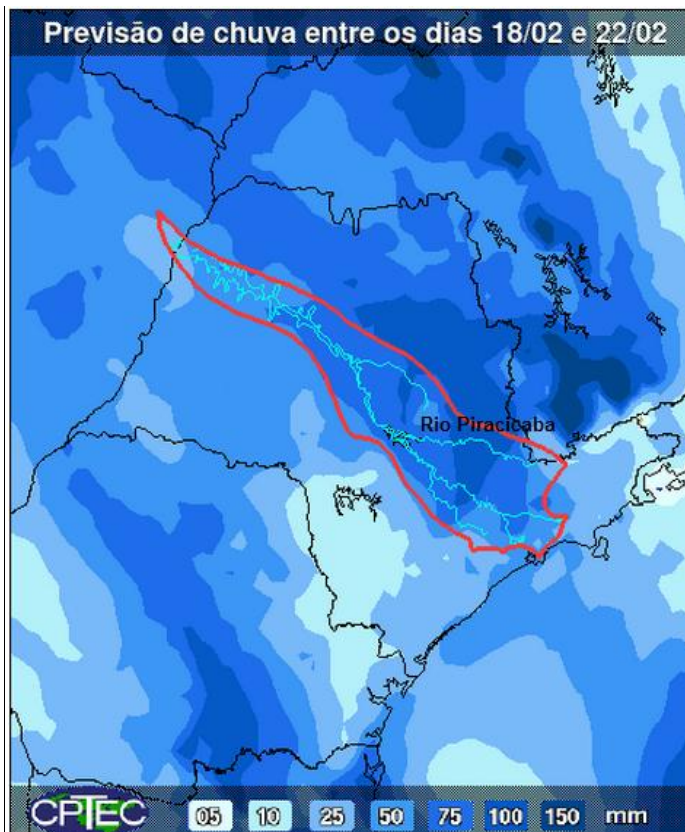 Previsão de chuva entre os dias 18/02 e 22/02
Rio Piracicaba
CPTEC 05 10 25 50 75 100 150 mm